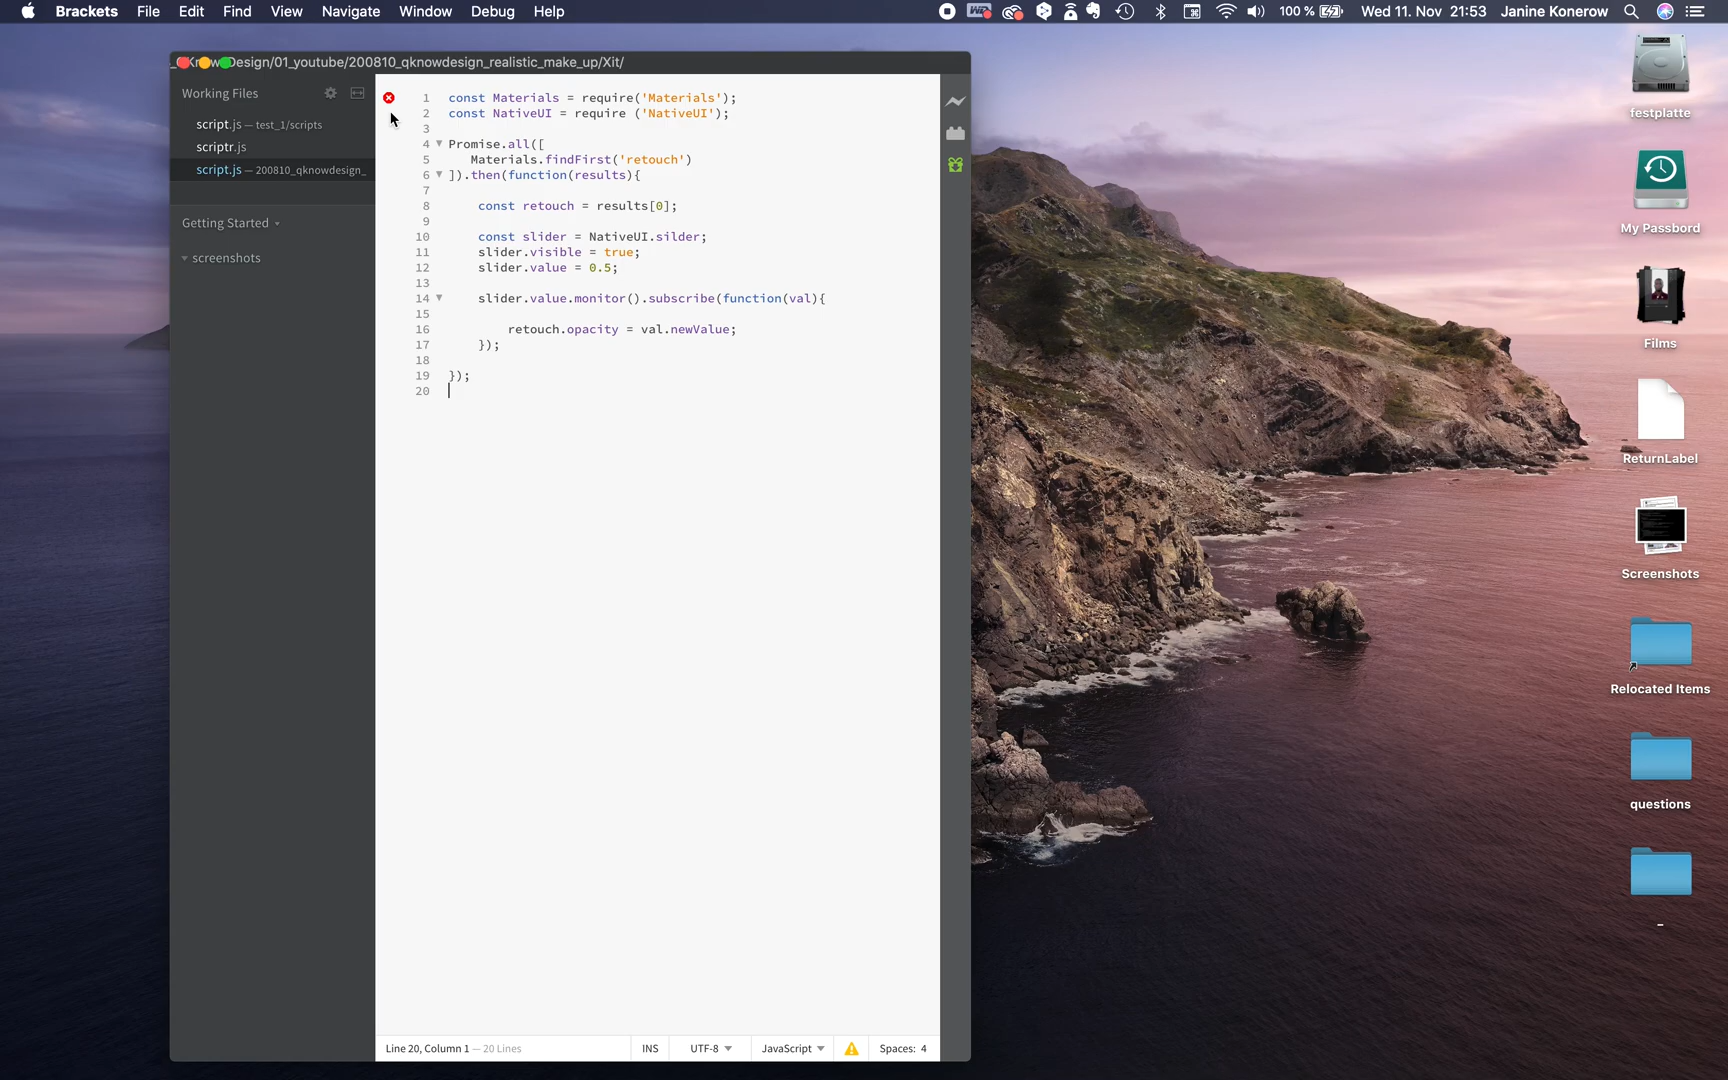 Brackets File Edit Find View Navigate Window Debug Help
100 % Wed 11. Nov 21:53 Janine Konerow
Design/01_youtube/200810_qknowdesign_realistic_make_up/Xit/
Working Files
script.js — test_1/scripts
scriptr.js
script.js — 200810_qknowdesign_
Getting Started
screenshots
1 const Materials = require('Materials');
2 const NativeUI = require ('NativeUI');
3
4 Promise.all([
5 Materials.findFirst('retouch')
6 ]).then(function(results){
7
8 const retouch = results[0];
9
10 const slider = NativeUI.silder;
11 slider.visible = true;
12 slider.value = 0.5;
13
14 slider.value.monitor().subscribe(function(val){
15
16 retouch.opacity = val.newValue;
17 });
18
19 });
20
Line 20, Column 1 — 20 Lines
INS
UTF-8
JavaScript
Spaces: 4
festplatte
My Passbord
Films
ReturnLabel
Screenshots
Relocated Items
questions
_